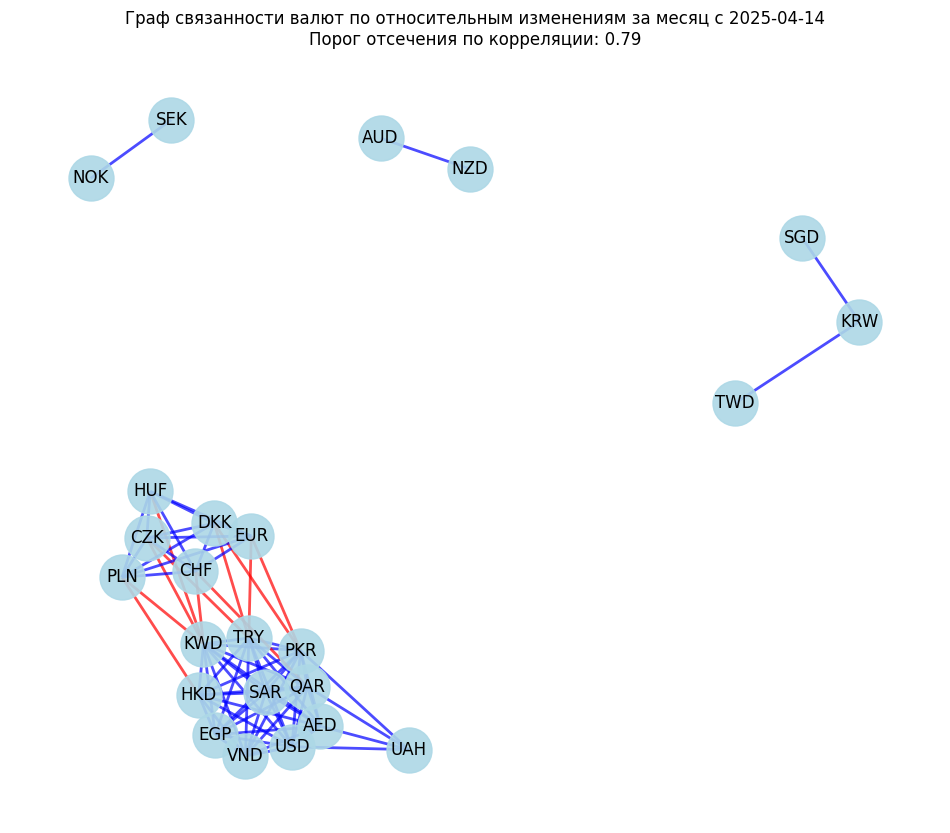 Граф связанности валют по относительным изменениям за месяц с 2025-04-14
Порог отсечения по корреляции: 0.79
SEK
AUD
NZD
NOK
SGD
KRW
TWD
HUF
DKK
EUR
CZK
CHF
PLN
TRY
KWD
PKR
QAR
SAR
HKD
AED
EGP
USD
UAH
VND